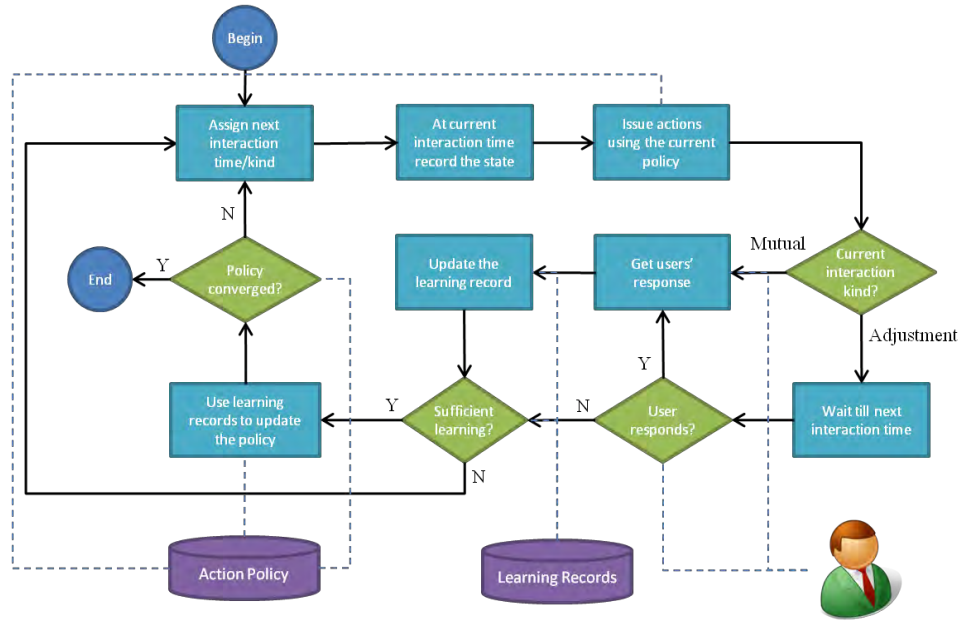 Begin
Assign next
interaction
time/kind
At current
interaction time
record the state
Issue actions
using the current
policy
N
Mutual
Current
interaction
kind?
End
Y
Policy
converged?
Update the
learning record
Get users'
response
Adjustment
Y
Use learning
records to update
the policy
Y
Sufficient
learning?
N
User
responds?
Wait till next
interaction time
N
Action Policy
Learning Records